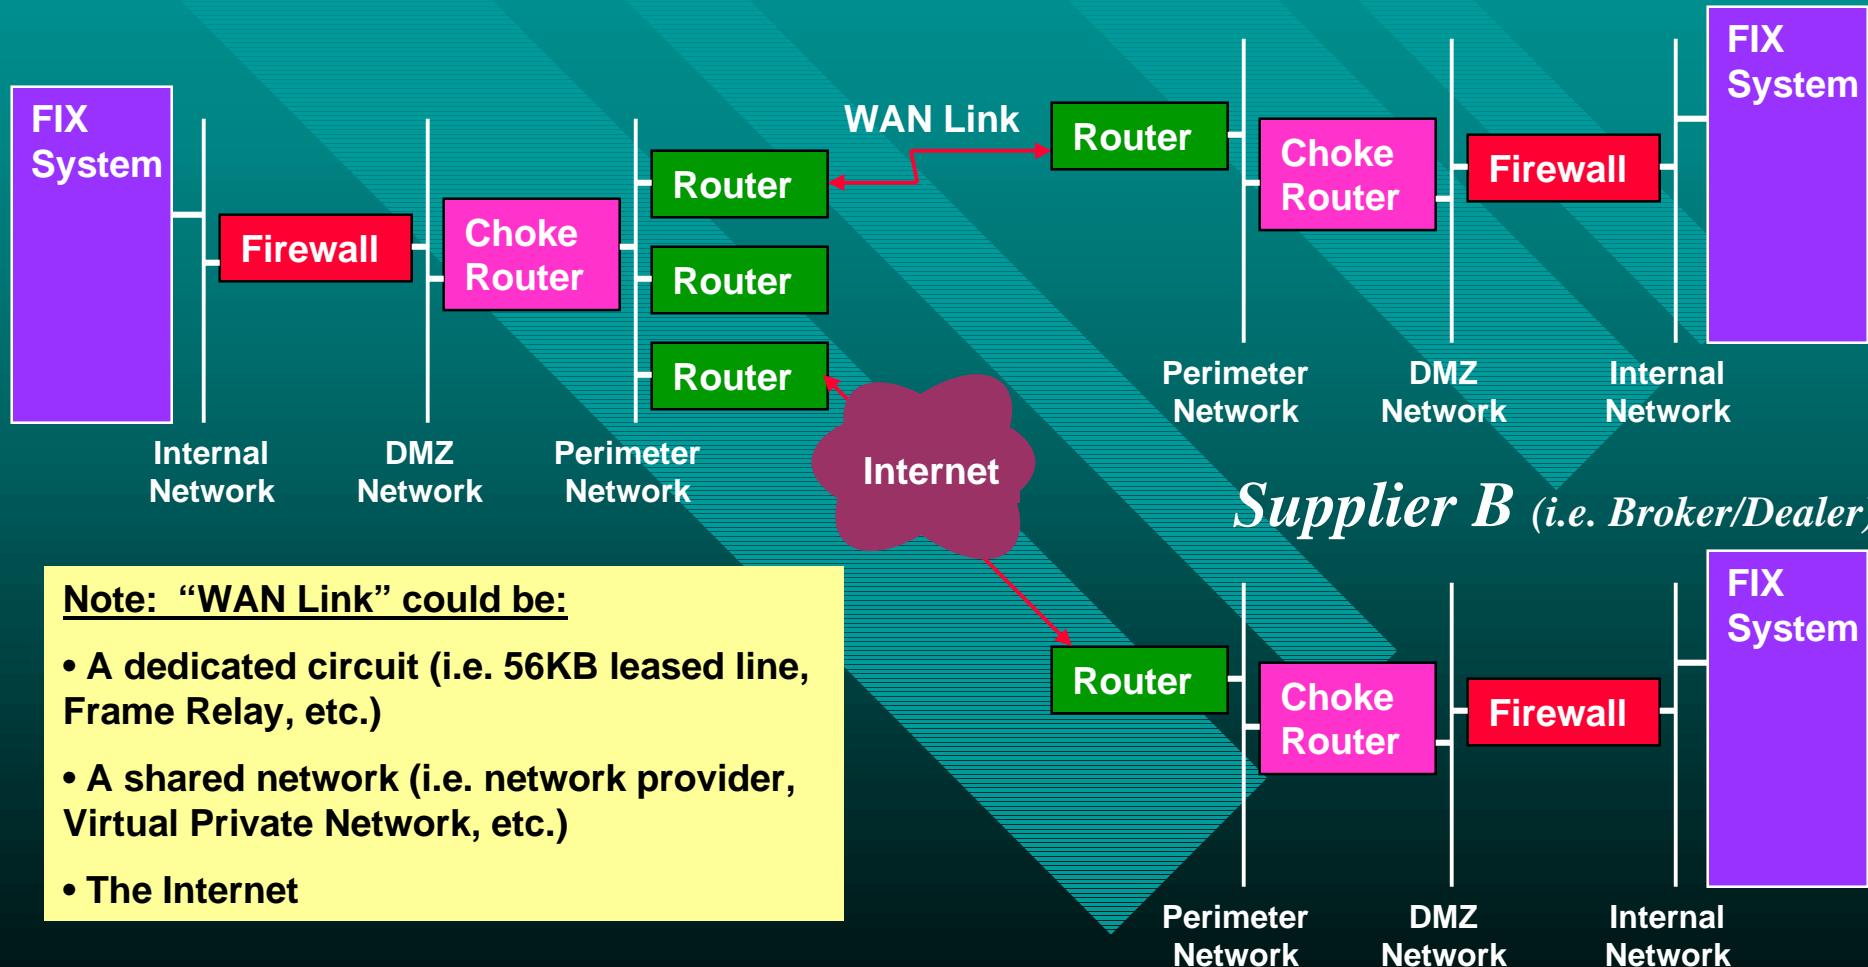 FIX
System
Firewall
Choke
Router
Router
Router
Router
Internal
Network
DMZ
Network
Perimeter
Network
WAN Link
Internet
Router
Choke
Router
Firewall
FIX
System
Perimeter
Network
DMZ
Network
Internal
Network
Supplier B (i.e. Broker/Dealer)
Router
Choke
Router
Firewall
FIX
System
Perimeter
Network
DMZ
Network
Internal
Network
Note: “WAN Link” could be:
• A dedicated circuit (i.e. 56KB leased line,
Frame Relay, etc.)
• A shared network (i.e. network provider,
Virtual Private Network, etc.)
• The Internet